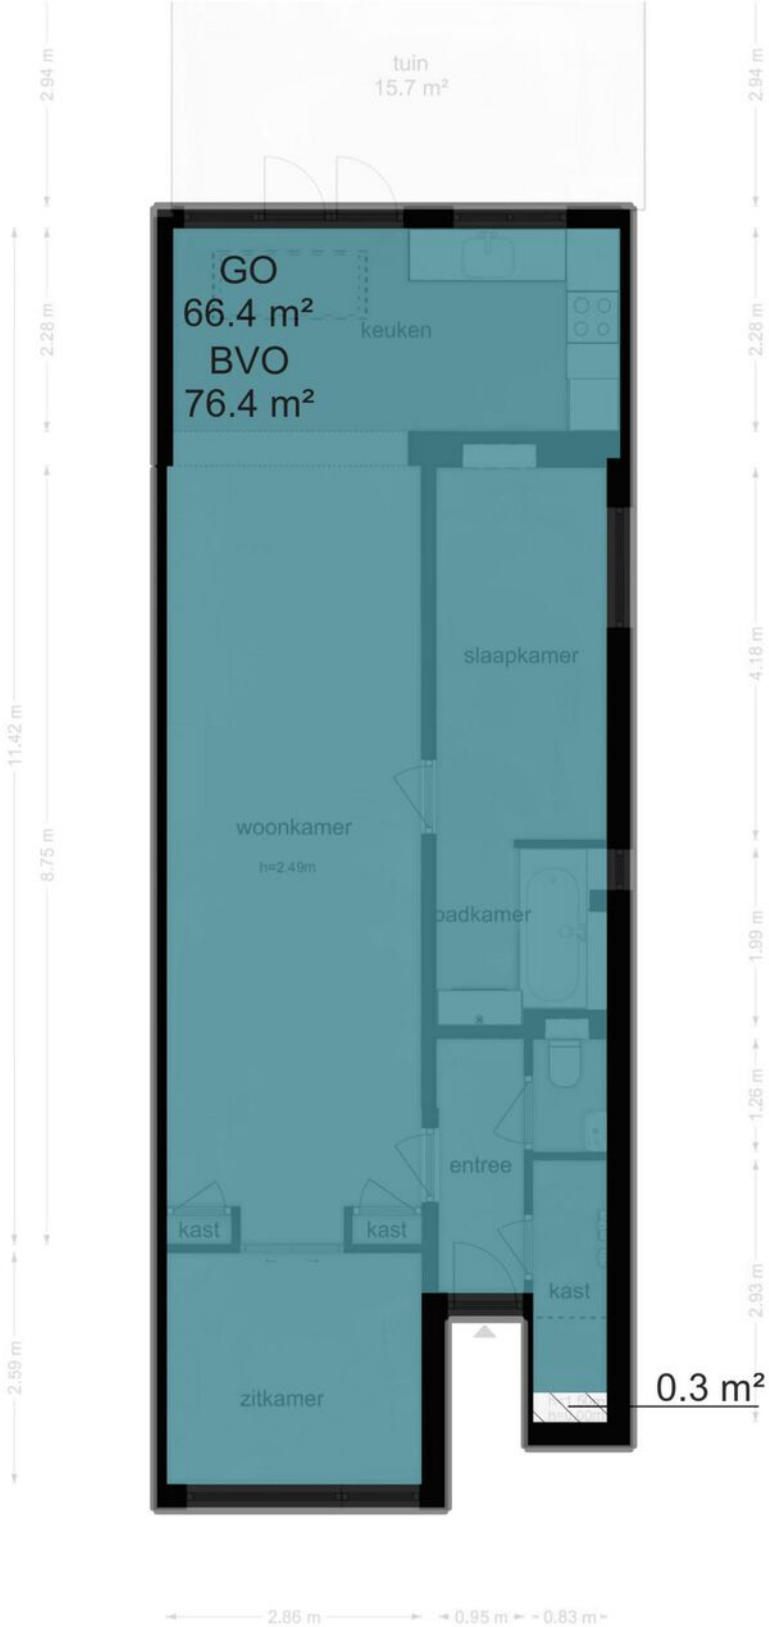 2.94 m
tuin
15.7 m²
2.94 m
GO
66.4 m²
BVO
76.4 m²
keuken
2.28 m
2.28 m
slaapkamer
4.18 m
11.42 m
8.75 m
woonkamer
h=2.49m
badkamer
1.99 m
1.26 m
entree
kast
kast
kast
2.93 m
2.59 m
zitkamer
0.3 m²
2.86 m
0.95 m
0.83 m